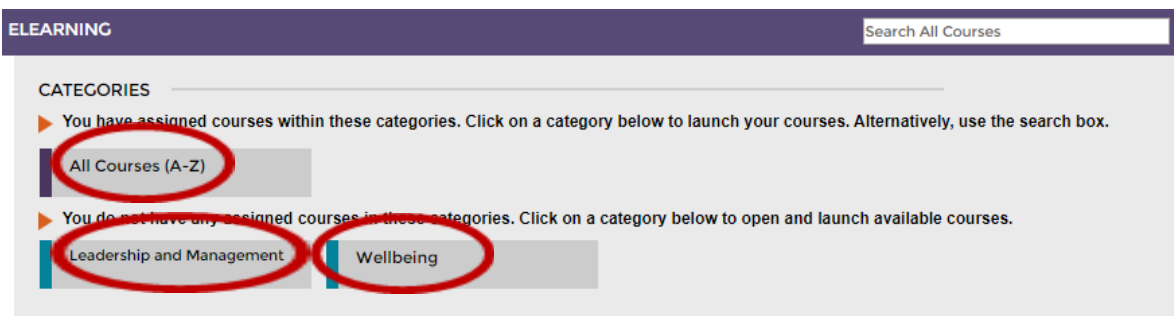 ELEARNING
Search All Courses
CATEGORIES
You have assigned courses within these categories. Click on a category below to launch your courses. Alternatively, use the search box.
All Courses (A-Z)
You do not have any assigned courses in these categories. Click on a category below to open and launch available courses.
Leadership and Management
Wellbeing